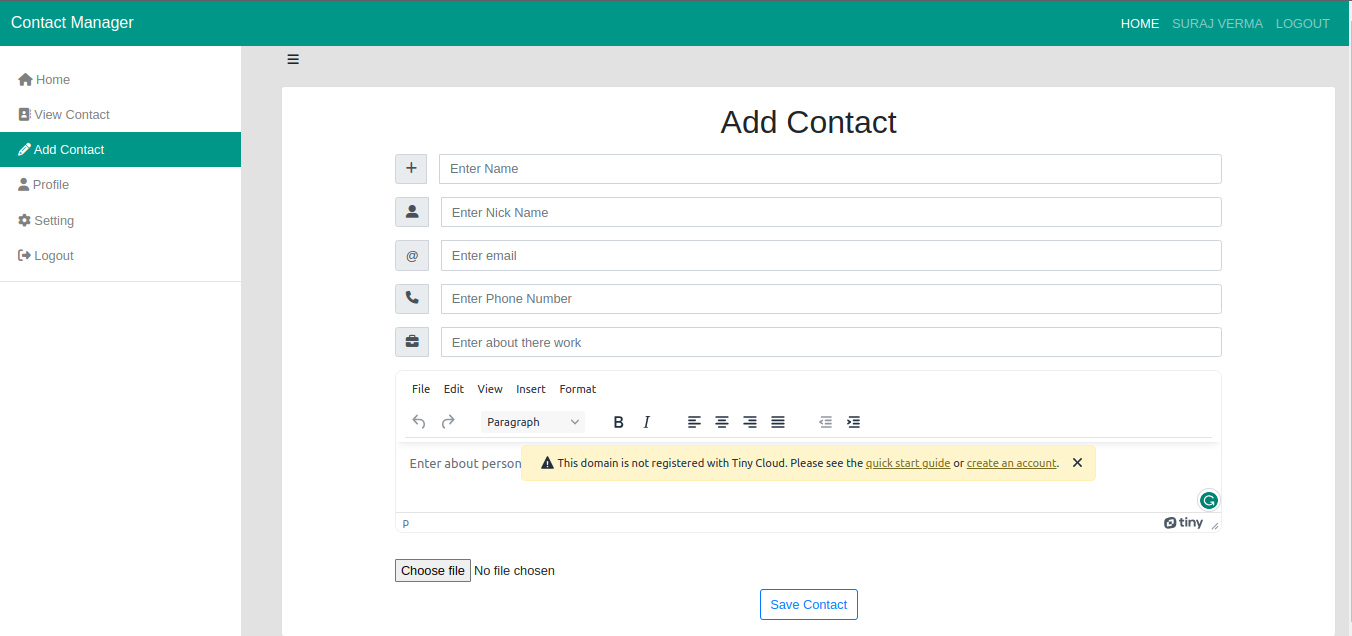 Contact Manager
HOME SURAJ VERMA LOGOUT
Home
View Contact
Add Contact
Profile
Setting
Logout
Add Contact
Enter Name
Enter Nick Name
@ Enter email
Enter Phone Number
Enter about there work
File Edit View Insert Format
Paragraph B I
Enter about person
This domain is not registered with Tiny Cloud. Please see the quick start guide or create an account.
p
tiny
Choose file No file chosen
Save Contact